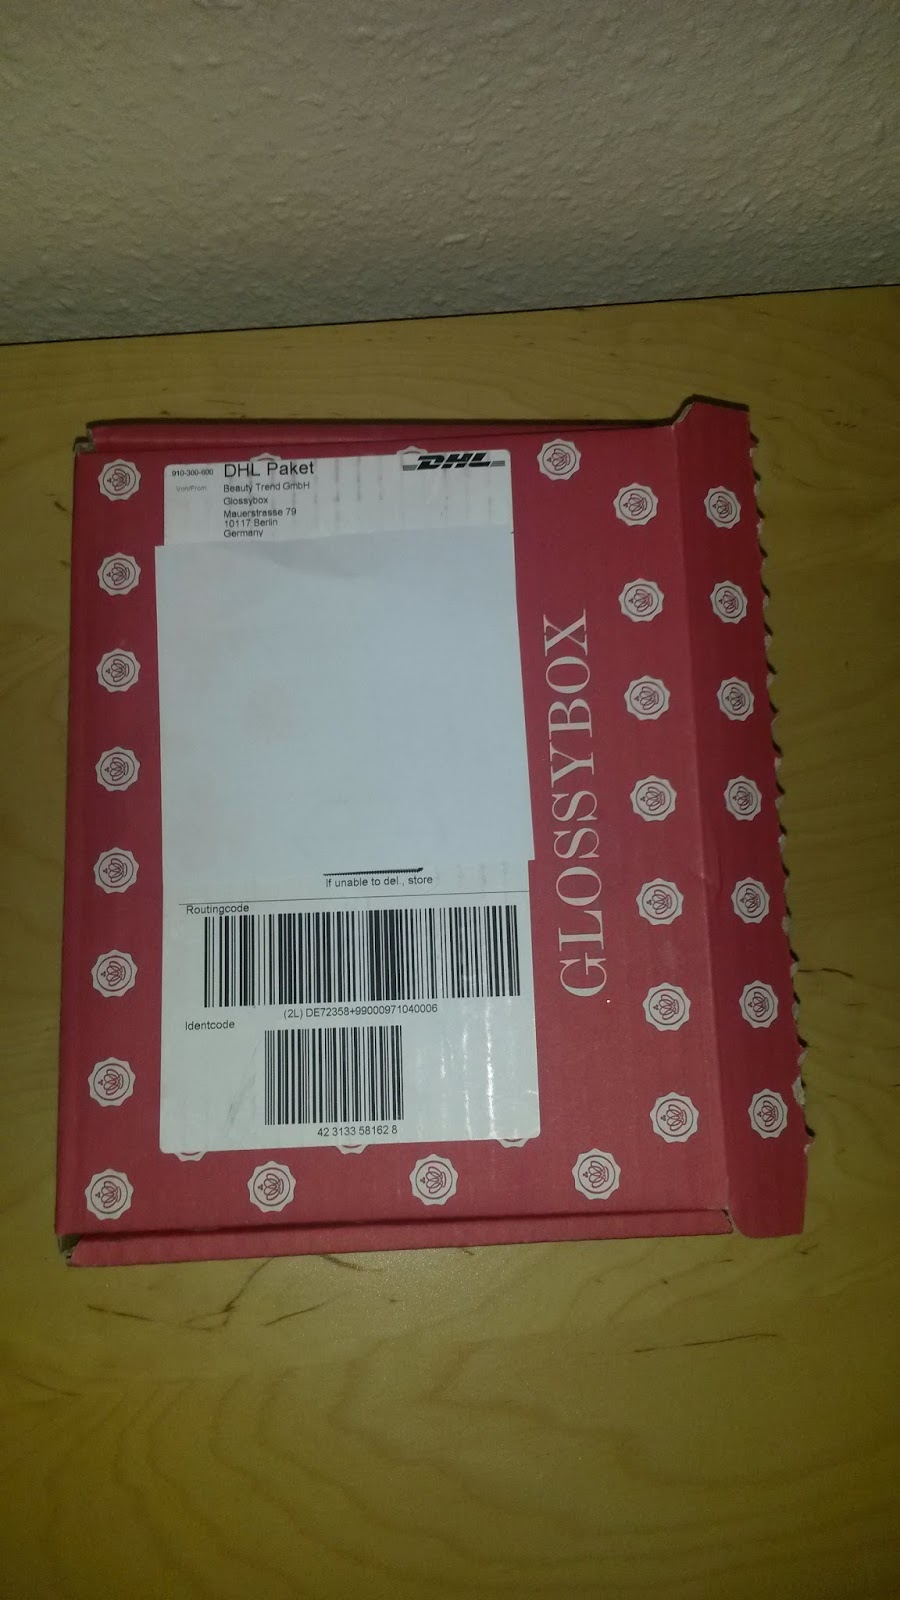 910-300-600 DHL Paket
DHL
Von/From
Beauty Trend GmbH
Glossybox
Mauerstrasse 79
10117 Berlin
Germany
If unable to del., store
Routingcode
(2L) DE72358+99000971040006
Identcode
42 3133 58162 8
GLOSSYBOX